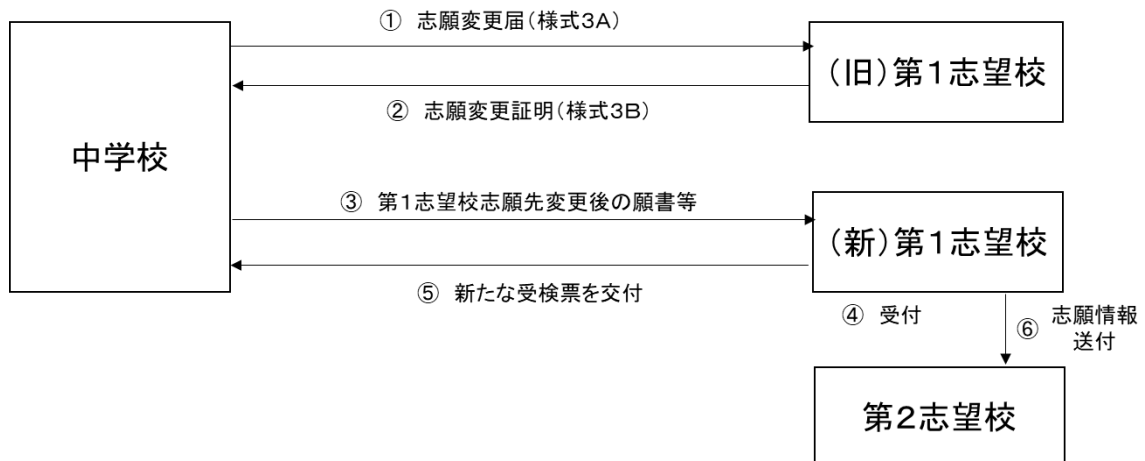 ① 志願変更届（様式３Ａ）
（旧）第１志望校
② 志願変更証明（様式３Ｂ）
中学校
③ 第１志望校志願先変更後の願書等
（新）第１志望校
⑤ 新たな受検票を交付
④ 受付
⑥ 志願情報
送付
第２志望校